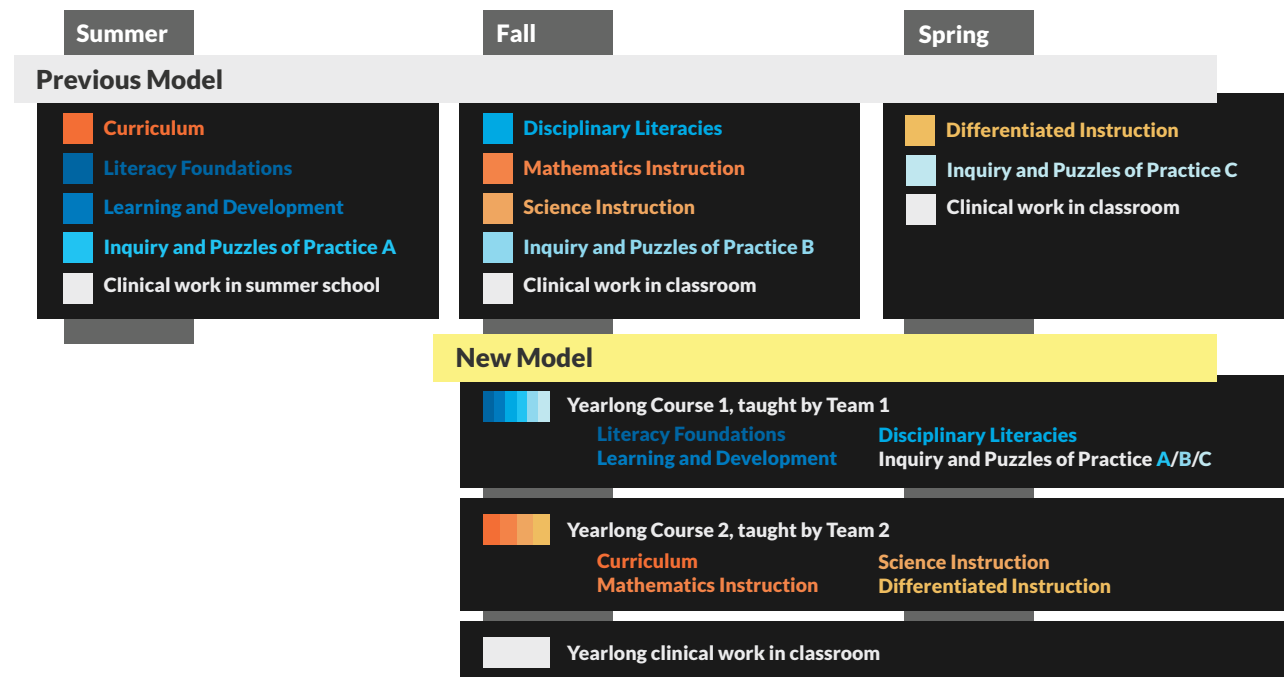 Summer
Fall
Spring
Previous Model
Curriculum
Literacy Foundations
Learning and Development
Inquiry and Puzzles of Practice A
Clinical work in summer school
Disciplinary Literacies
Mathematics Instruction
Science Instruction
Inquiry and Puzzles of Practice B
Clinical work in classroom
Differentiated Instruction
Inquiry and Puzzles of Practice C
Clinical work in classroom
New Model
Yearlong Course 1, taught by Team 1
Literacy Foundations
Learning and Development
Disciplinary Literacies
Inquiry and Puzzles of Practice A/B/C
Yearlong Course 2, taught by Team 2
Curriculum
Mathematics Instruction
Science Instruction
Differentiated Instruction
Yearlong clinical work in classroom